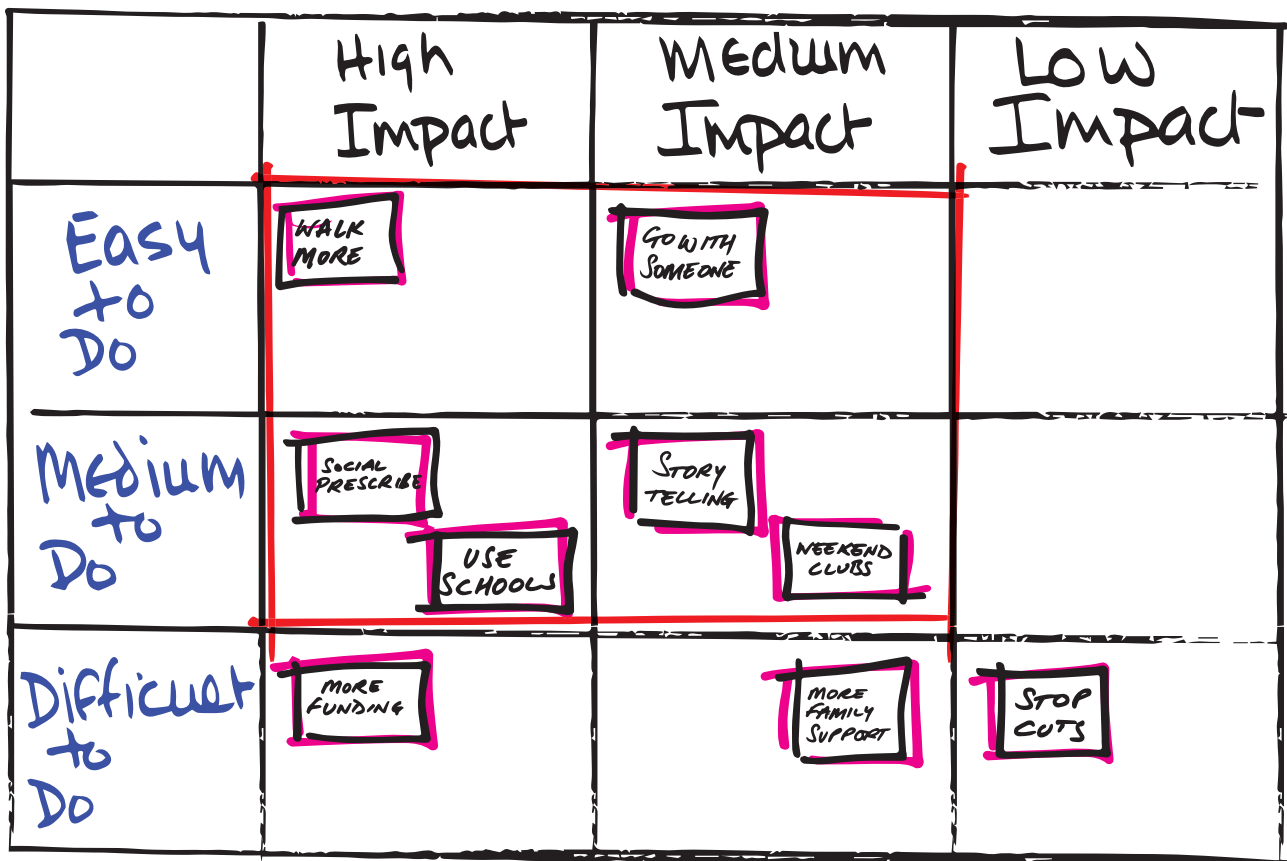 High
Impact
Medium
Impact
Low
Impact
Easy
to
Do
WALK
MORE
GO WITH
SOMEONE
Medium
to
Do
SOCIAL
PRESCRIBE
USE
SCHOOLS
STORY
TELLING
WEEKEND
CLUBS
Difficult
to
Do
MORE
FUNDING
MORE
FAMILY
SUPPORT
STOP
CUTS